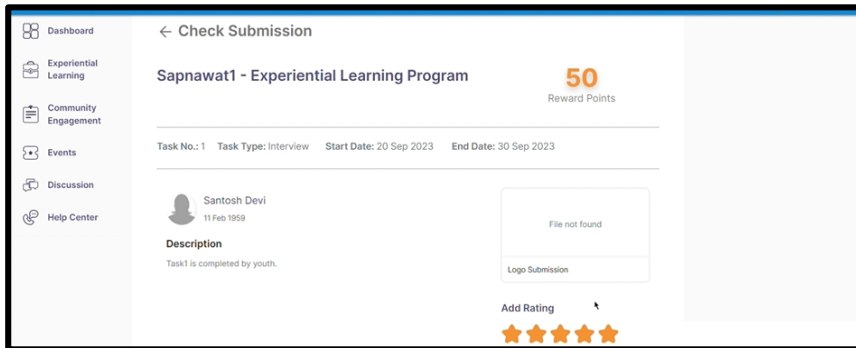 Dashboard
Experiential
Learning
Community
Engagement
Events
Discussion
Help Center
← Check Submission
Sapnawat1 - Experiential Learning Program
50
Reward Points
Task No.: 1 Task Type: Interview Start Date: 20 Sep 2023 End Date: 30 Sep 2023
Santosh Devi
11 Feb 1959
Description
Task1 is completed by youth.
File not found
Logo Submission
Add Rating